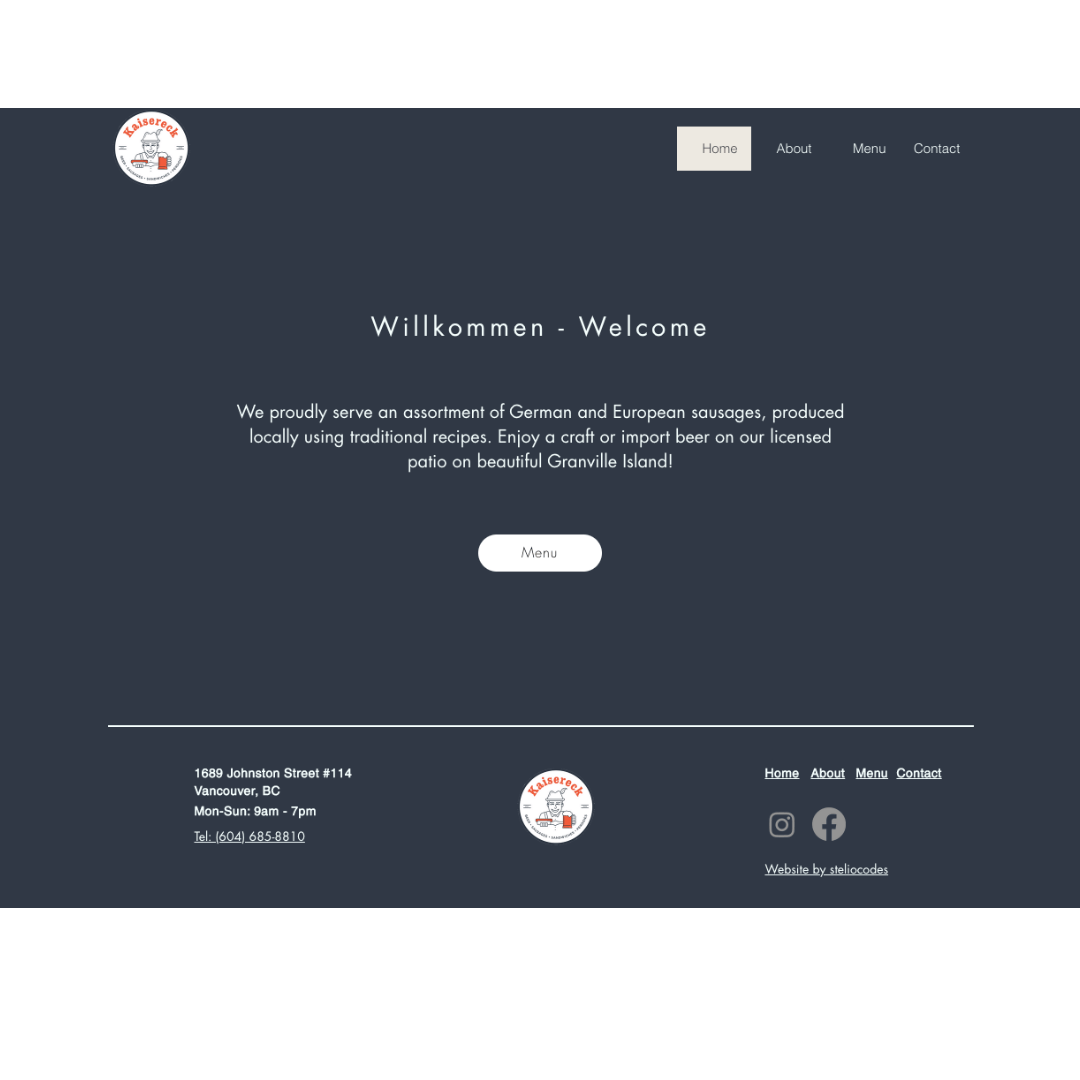 Kaisereck
Home About Menu Contact
Willkommen - Welcome
We proudly serve an assortment of German and European sausages, produced
locally using traditional recipes. Enjoy a craft or import beer on our licensed
patio on beautiful Granville Island!
Menu
1689 Johnston Street #114
Vancouver, BC
Mon-Sun: 9am - 7pm
Tel: (604) 685-8810
Kaisereck
Home About Menu Contact
Website by steliocodes